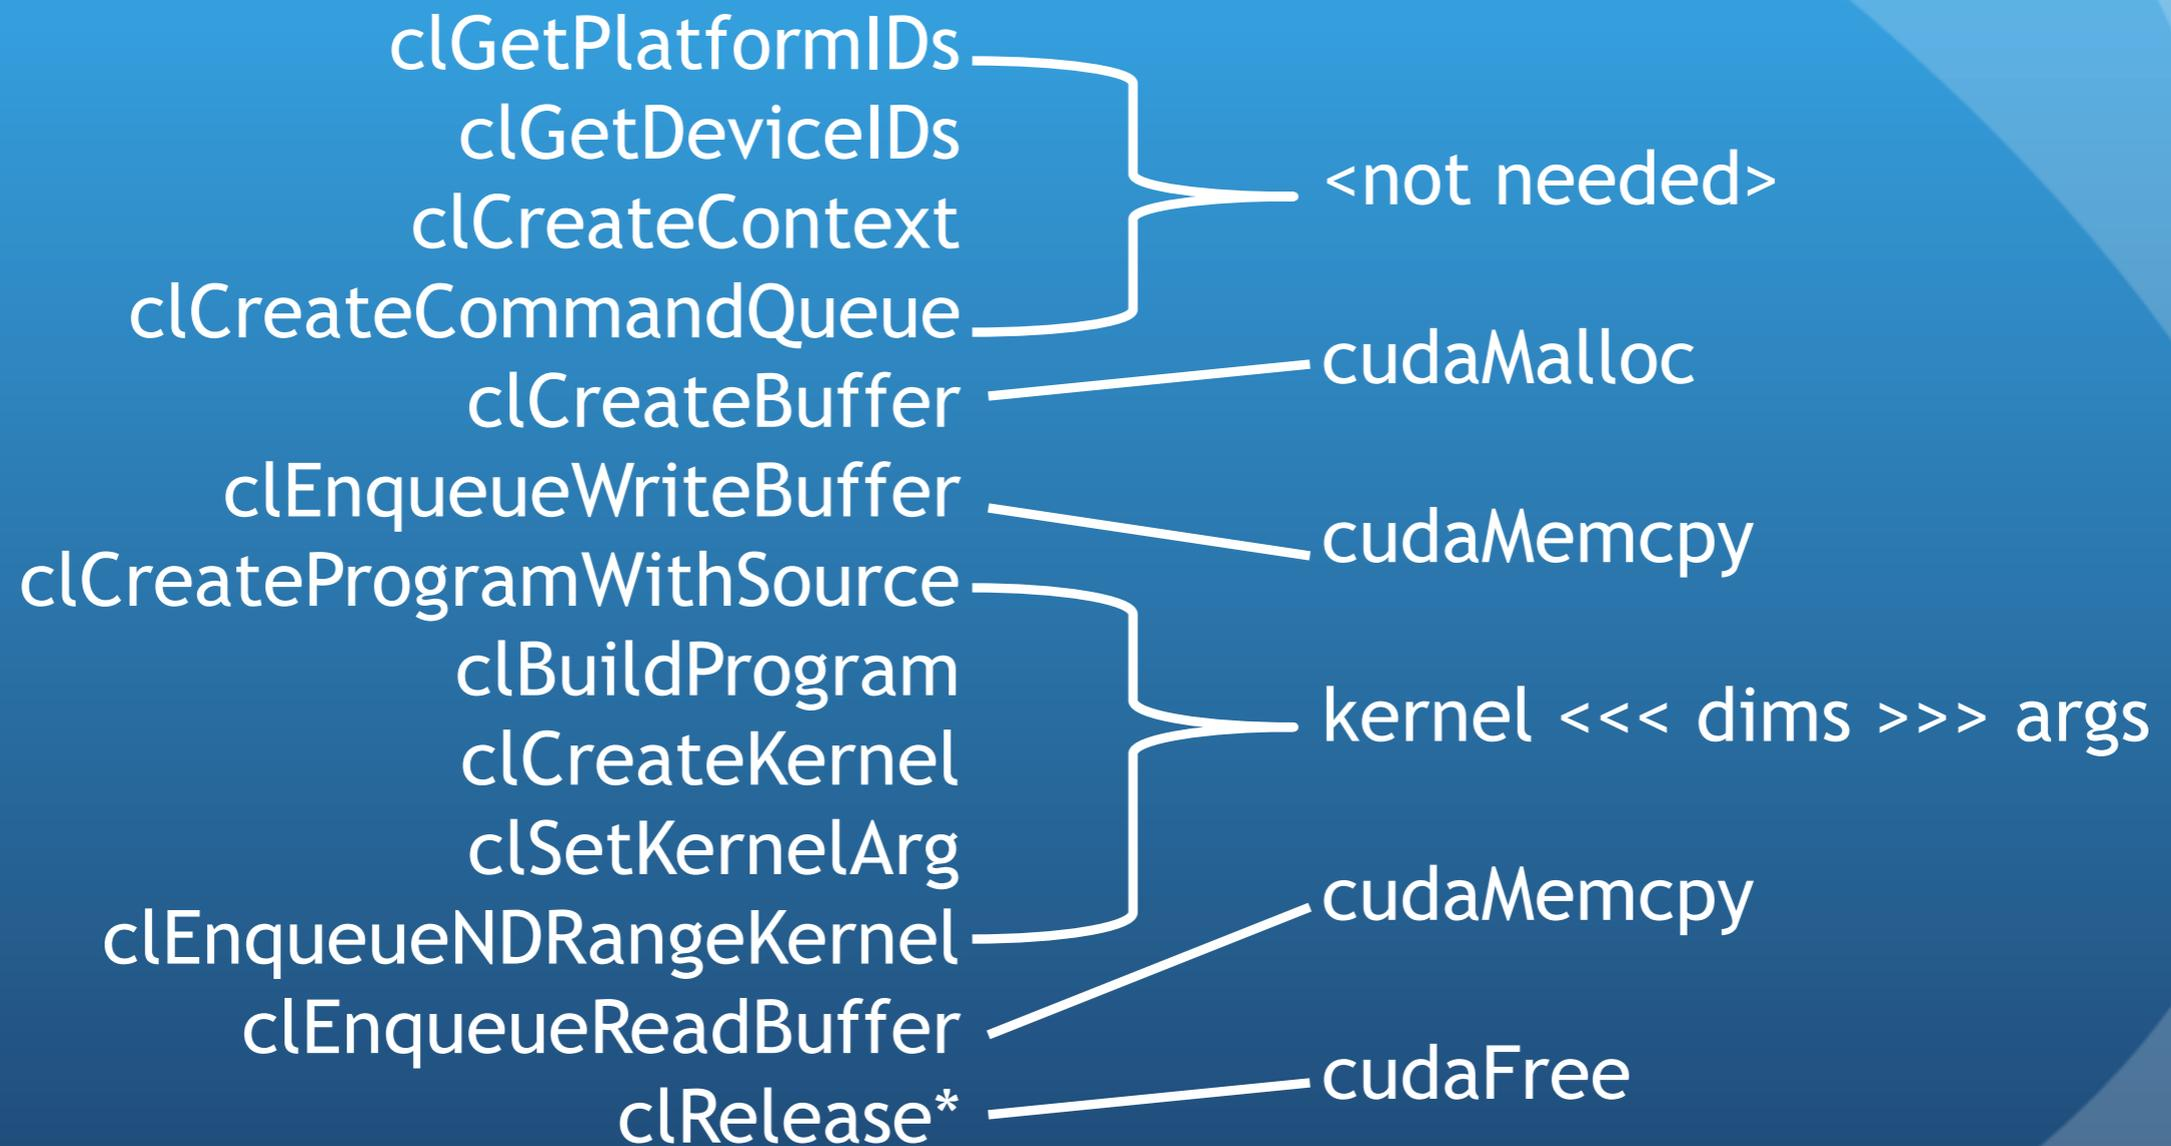 clGetPlatformIDs
clGetDeviceIDs
clCreateContext
clCreateCommandQueue
clCreateBuffer
clEnqueueWriteBuffer
clCreateProgramWithSource
clBuildProgram
clCreateKernel
clSetKernelArg
clEnqueueNDRangeKernel
clEnqueueReadBuffer
clRelease*
<not needed>
cudaMalloc
cudaMemcpy
kernel <<< dims >>> args
cudaMemcpy
cudaFree